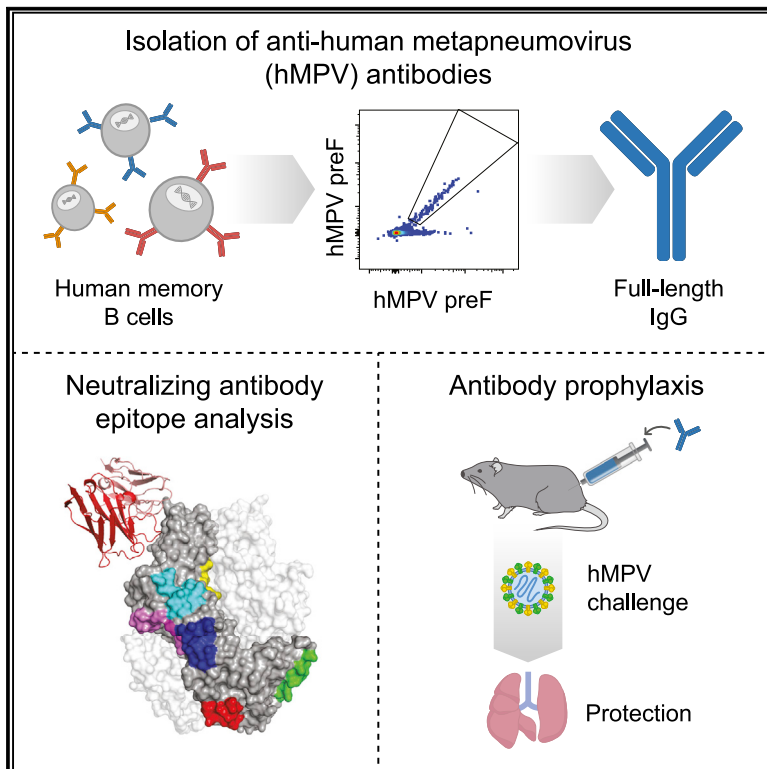 Isolation of anti-human metapneumovirus
(hMPV) antibodies
hMPV preF
hMPV preF
Human memory
B cells
Full-length
IgG
Neutralizing antibody
epitope analysis
Antibody prophylaxis
hMPV
challenge
Protection